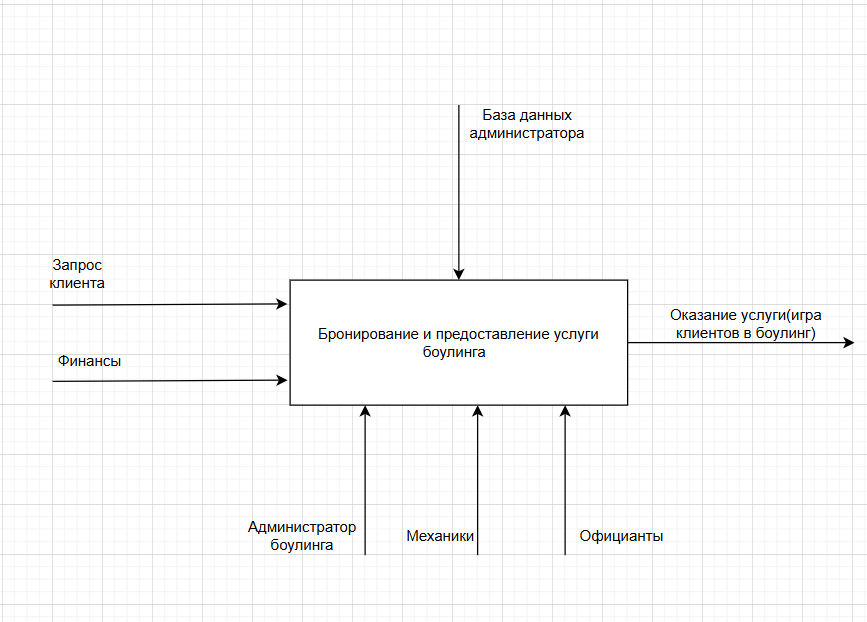 База данных
администратора
Запрос
клиента
Финансы
Бронирование и предоставление услуги
боулинга
Оказание услуги(игра
клиентов в боулинг)
Администратор
боулинга
Механики
Официанты